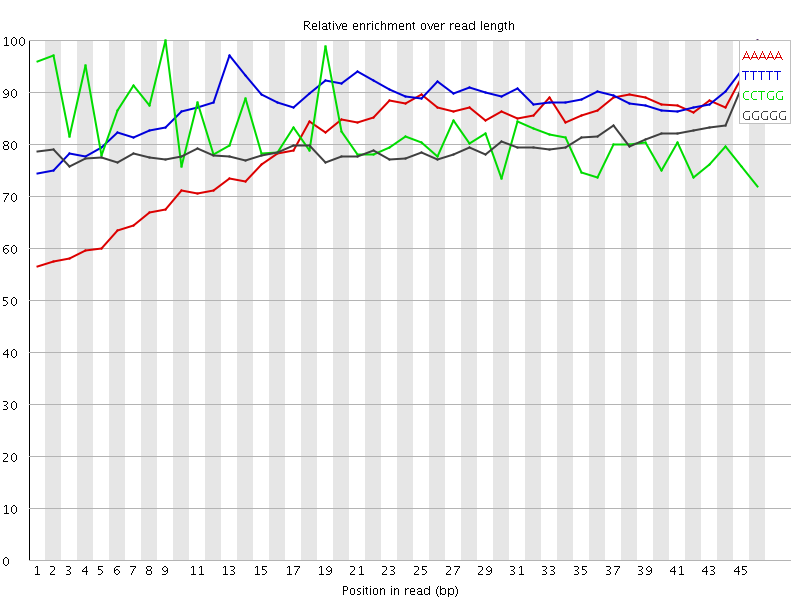 Relative enrichment over read length
100
90
80
70
60
50
40
30
20
10
0
AAAAA
TTTTT
CCTGG
GGGGG
1 2 3 4 5 6 7 8 9 11 13 15 17 19 21 23 25 27 29 31 33 35 37 39 41 43 45
Position in read (bp)